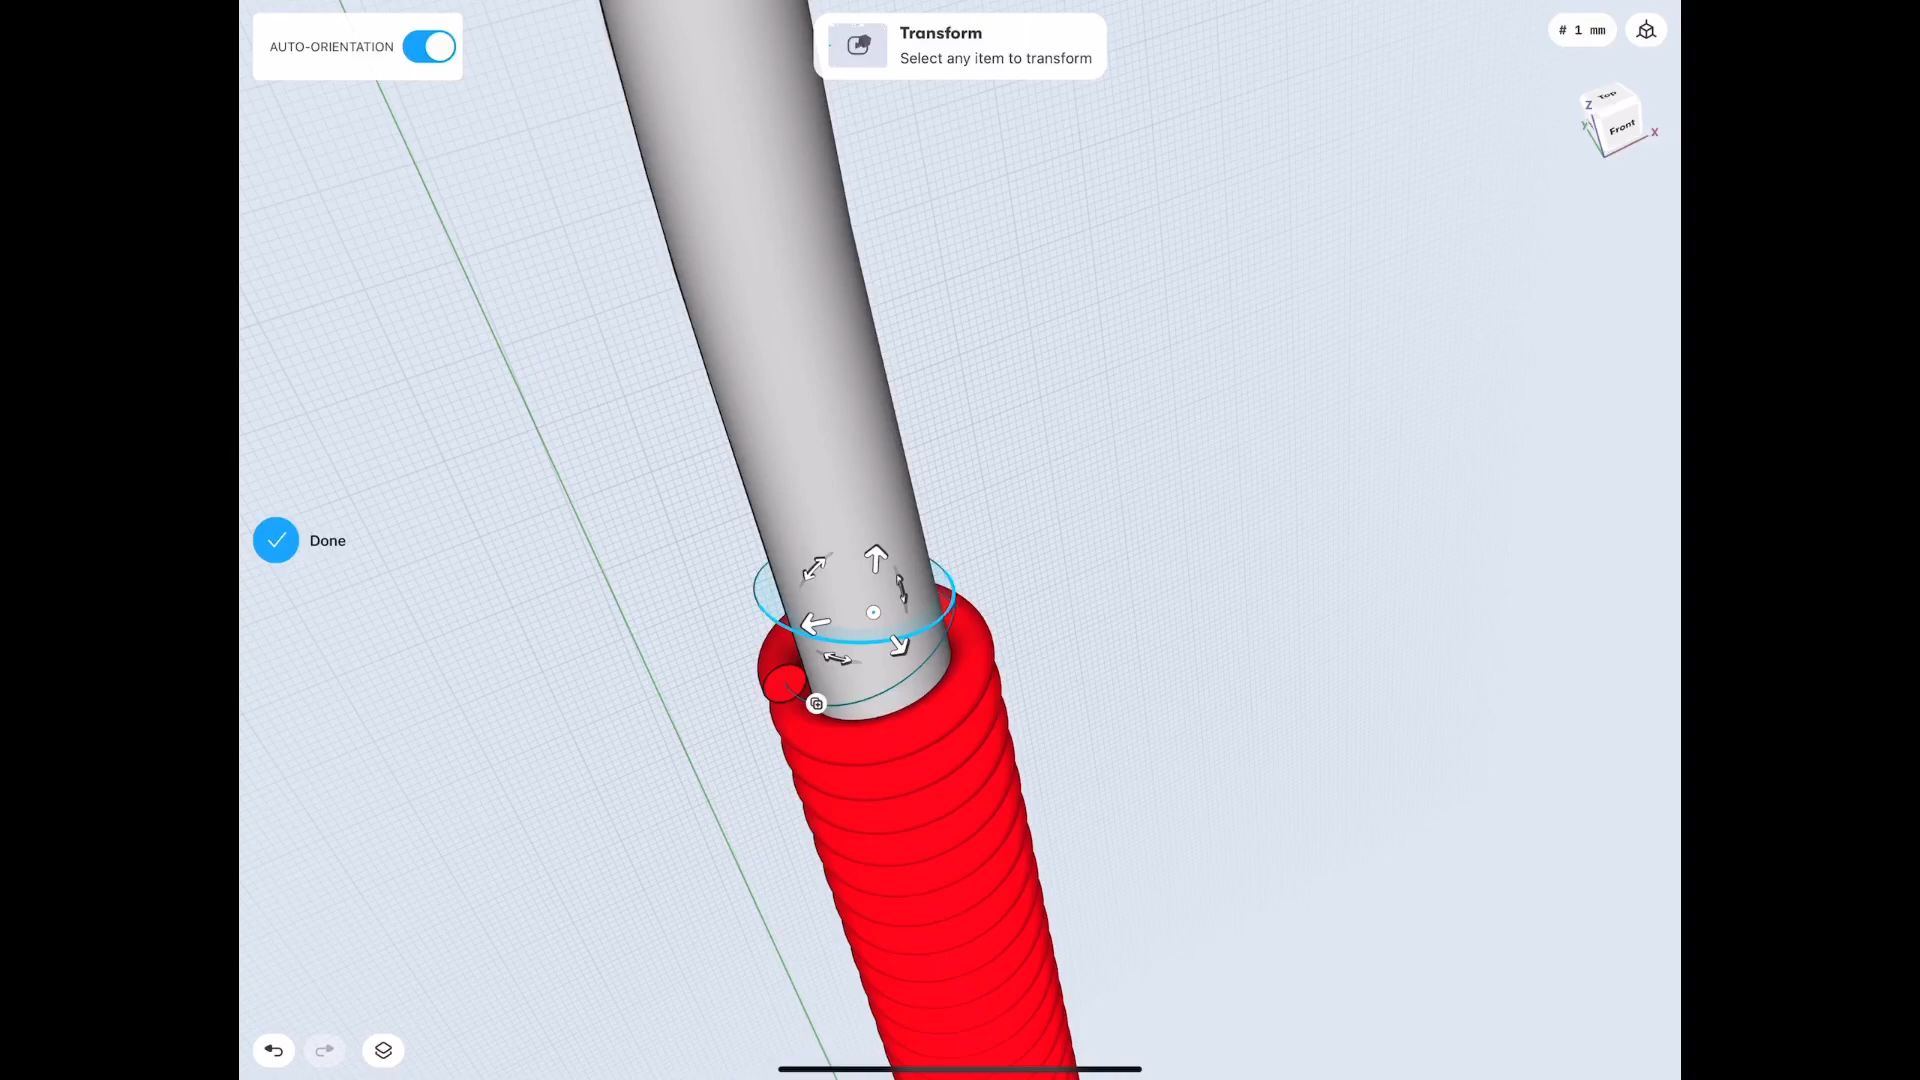 AUTO-ORIENTATION
Transform
Select any item to transform
# 1 mm
Top
Z
Y
Front
X
Done